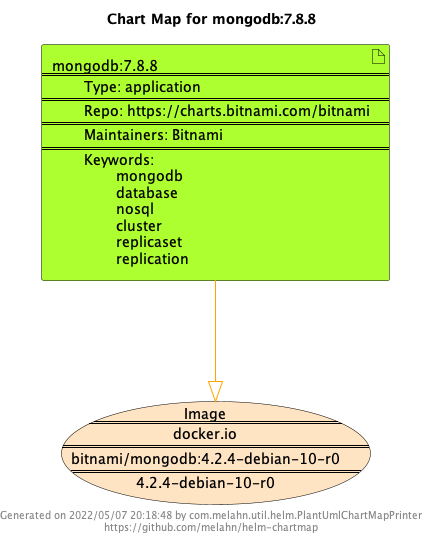 Chart Map for mongodb:7.8.8
mongodb:7.8.8
Type: application
Repo: https://charts.bitnami.com/bitnami
Maintainers: Bitnami
Keywords:
mongodb
database
nosql
cluster
replicaset
replication
Image
docker.io
bitnami/mongodb:4.2.4-debian-10-r0
4.2.4-debian-10-r0
Generated on 2022/05/07 20:18:48 by com.melahn.util.helm.PlantUmlChartMapPrinter
https://github.com/melahn/helm-chartmap